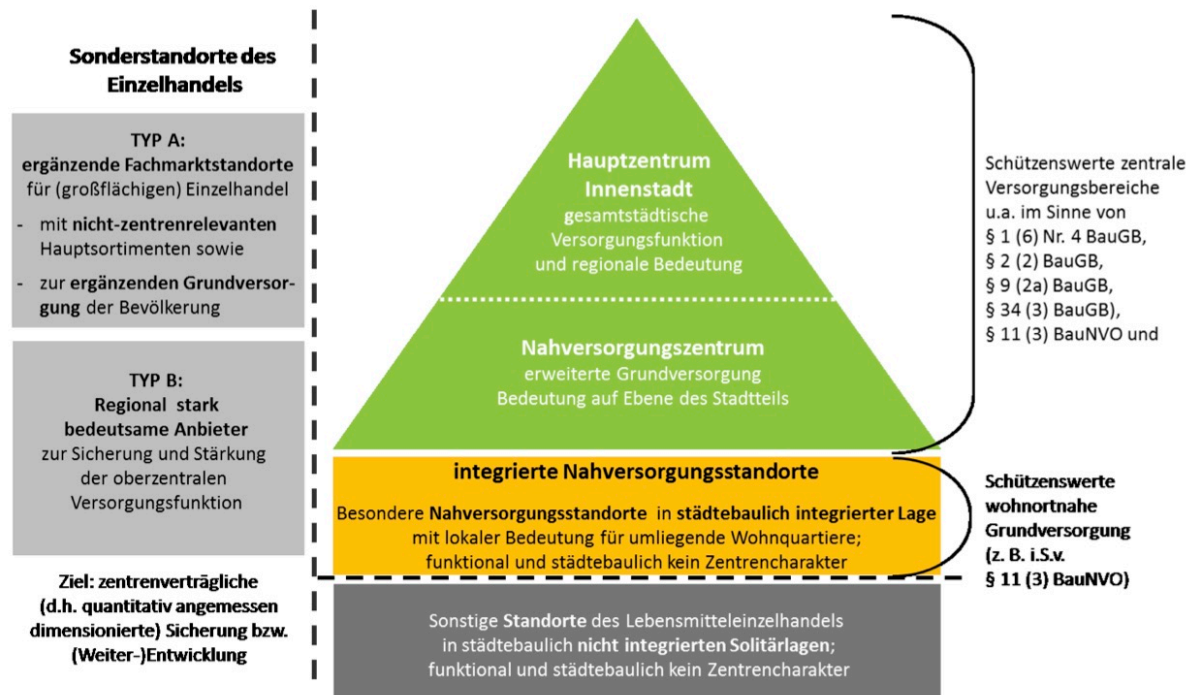 Sonderstandorte des
Einzelhandels
TYP A:
ergänzende Fachmarktstandorte
für (großflächigen) Einzelhandel
- mit nicht-zentrenrelevanten
Hauptsortimenten sowie
- zur ergänzenden Grundversor-
gung der Bevölkerung
TYP B:
Regional stark
bedeutsame Anbieter
zur Sicherung und Stärkung
der oberzentralen
Versorgungsfunktion
Ziel: zentrenverträgliche
(d.h. quantitativ angemessen
dimensionierte) Sicherung bzw.
(Weiter-)Entwicklung
Hauptzentrum
Innenstadt
gesamtstädtische
Versorgungsfunktion
und regionale Bedeutung
Nahversorgungszentrum
erweiterte Grundversorgung
Bedeutung auf Ebene des Stadtteils
integrierte Nahversorgungsstandorte
Besondere Nahversorgungsstandorte in städtebaulich integrierter Lage
mit lokaler Bedeutung für umliegende Wohnquartiere;
funktional und städtebaulich kein Zentrencharakter
Sonstige Standorte des Lebensmitteleinzelhandels
in städtebaulich nicht integrierten Solitärlagen;
funktional und städtebaulich kein Zentrencharakter
Schützenswerte zentrale
Versorgungsbereiche
u.a. im Sinne von
§ 1 (6) Nr. 4 BauGB,
§ 2 (2) BauGB,
§ 9 (2a) BauGB,
§ 34 (3) BauGB),
§ 11 (3) BauNVO und
Schützenswerte
wohnortnahe
Grundversorgung
(z. B. i.S.v.
§ 11 (3) BauNVO)